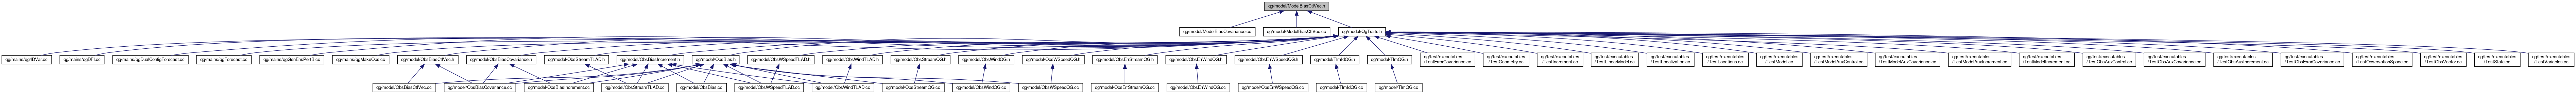 qg/model/ModelBiasCtlVec.h
qg/model/ModelBiasCovariance.cc
qg/model/ModelBiasCtlVec.cc
qg/model/QgTraits.h
qg/mains/qg4DVar.cc
qg/mains/qgDFI.cc
qg/mains/qgDualConfigForecast.cc
qg/mains/qgForecast.cc
qg/mains/qgGenEnsPertB.cc
qg/mains/qgMakeObs.cc
qg/model/ObsBiasCtlVec.h
qg/model/ObsBiasCovariance.h
qg/model/ObsStreamTLAD.h
qg/model/ObsBiasIncrement.h
qg/model/ObsBias.h
qg/model/ObsWSpeedTLAD.h
qg/model/ObsWindTLAD.h
qg/model/ObsStreamQG.h
qg/model/ObsWindQG.h
qg/model/ObsWSpeedQG.h
qg/model/ObsErrStreamQG.h
qg/model/ObsErrWindQG.h
qg/model/ObsErrWSpeedQG.h
qg/model/TlmIdQG.h
qg/model/TlmQG.h
qg/test/executables
/TestErrorCovariance.cc
qg/test/executables
/TestGeometry.cc
qg/test/executables
/TestIncrement.cc
qg/test/executables
/TestLinearModel.cc
qg/test/executables
/TestLocalization.cc
qg/test/executables
/TestLocations.cc
qg/test/executables
/TestModel.cc
qg/test/executables
/TestModelAuxControl.cc
qg/test/executables
/TestModelAuxCovariance.cc
qg/test/executables
/TestModelAuxIncrement.cc
qg/test/executables
/TestModelIncrement.cc
qg/test/executables
/TestObsAuxControl.cc
qg/test/executables
/TestObsAuxCovariance.cc
qg/test/executables
/TestObsAuxIncrement.cc
qg/test/executables
/TestObsErrorCovariance.cc
qg/test/executables
/TestObservationSpace.cc
qg/test/executables
/TestObsVector.cc
qg/test/executables
/TestState.cc
qg/test/executables
/TestVariables.cc
qg/model/ObsBiasCtlVec.cc
qg/model/ObsBiasCovariance.cc
qg/model/ObsBiasIncrement.cc
qg/model/ObsStreamTLAD.cc
qg/model/ObsBias.cc
qg/model/ObsWSpeedTLAD.cc
qg/model/ObsWindTLAD.cc
qg/model/ObsStreamQG.cc
qg/model/ObsWindQG.cc
qg/model/ObsWSpeedQG.cc
qg/model/ObsErrStreamQG.cc
qg/model/ObsErrWindQG.cc
qg/model/ObsErrWSpeedQG.cc
qg/model/TlmIdQG.cc
qg/model/TlmQG.cc